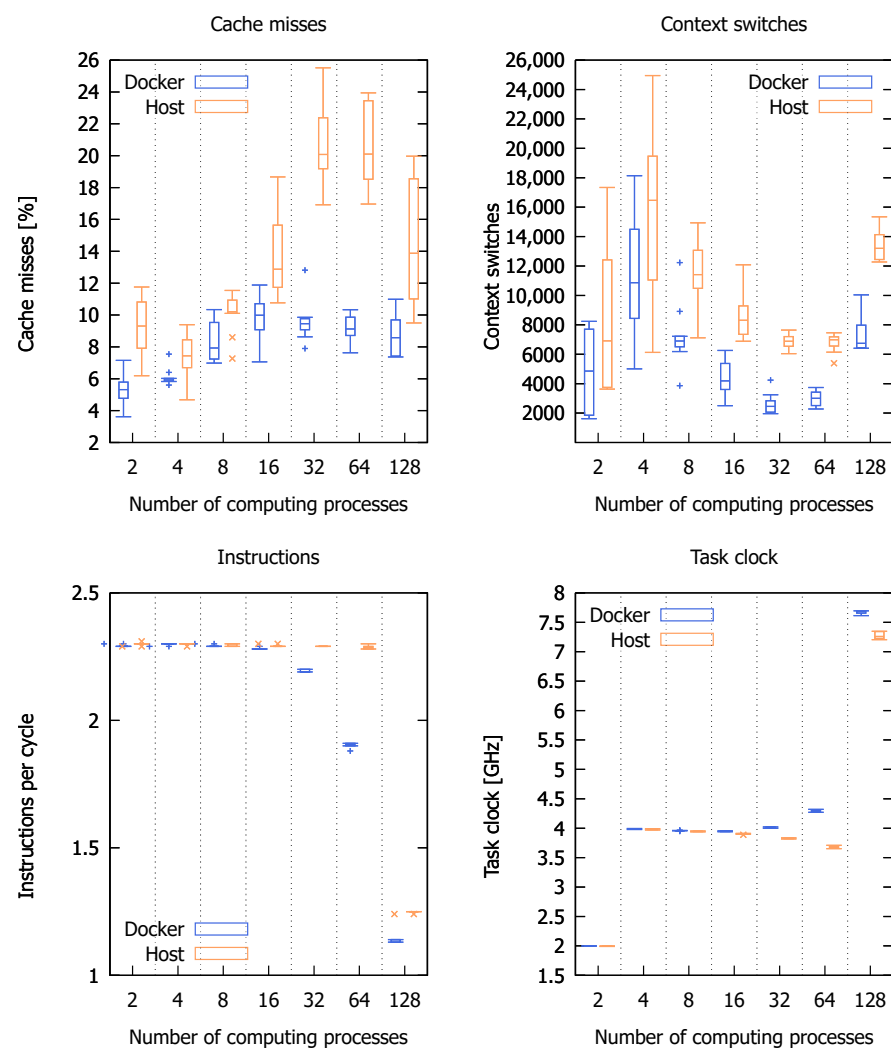 Cache misses
26
24
22
20
18
16
14
12
10
8
6
4
2
Cache misses [%]
Docker
Host
2 4 8 16 32 64 128
Number of computing processes
Context switches
26,000
24,000
22,000
20,000
18,000
16,000
14,000
12,000
10,000
8000
6000
4000
2000
Context switches
Docker
Host
2 4 8 16 32 64 128
Number of computing processes
Instructions
2.5
2
1.5
1
Instructions per cycle
Docker
Host
2 4 8 16 32 64 128
Number of computing processes
Task clock
8
7.5
7
6.5
6
5.5
5
4.5
4
3.5
3
2.5
2
1.5
Task clock [GHz]
Docker
Host
2 4 8 16 32 64 128
Number of computing processes